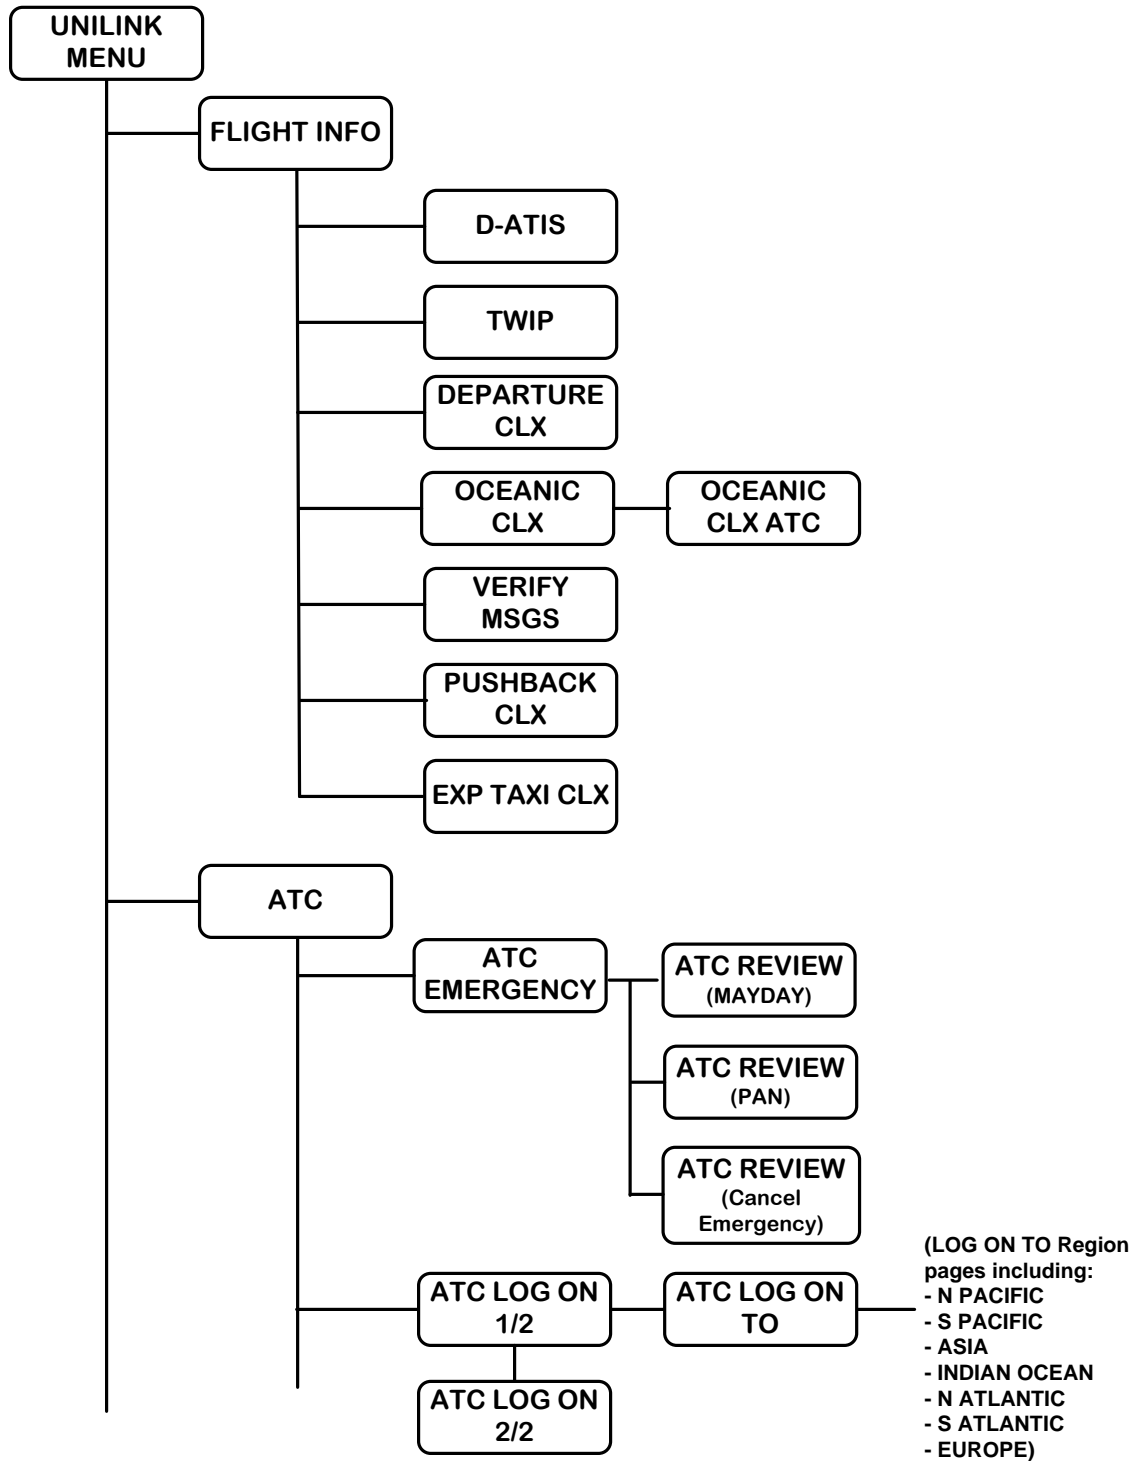 UNILINK
MENU
FLIGHT INFO
D-ATIS
TWIP
DEPARTURE
CLX
OCEANIC
CLX
OCEANIC
CLX ATC
VERIFY
MSGS
PUSHBACK
CLX
EXP TAXI CLX
ATC
ATC
EMERGENCY
ATC REVIEW
(MAYDAY)
ATC REVIEW
(PAN)
ATC REVIEW
(Cancel
Emergency)
ATC LOG ON
1/2
ATC LOG ON
TO
(LOG ON TO Region
pages including:
- N PACIFIC
- S PACIFIC
- ASIA
- INDIAN OCEAN
- N ATLANTIC
- S ATLANTIC
- EUROPE)
ATC LOG ON
2/2